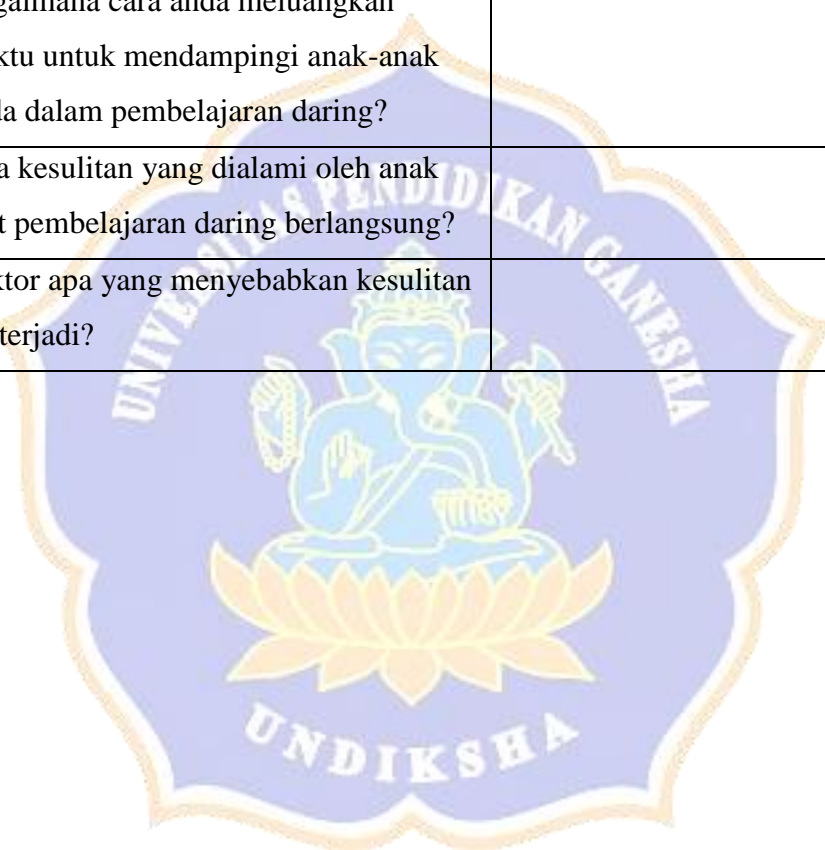 gaimana cara anda meluangkan
ktu untuk mendampingi anak-anak
da dalam pembelajaran daring?
a kesulitan yang dialami oleh anak
t pembelajaran daring berlangsung?
ktor apa yang menyebabkan kesulitan
terjadi?
UNIVERSITAS PENDIDIKAN GANESHA
UNDIKSHA